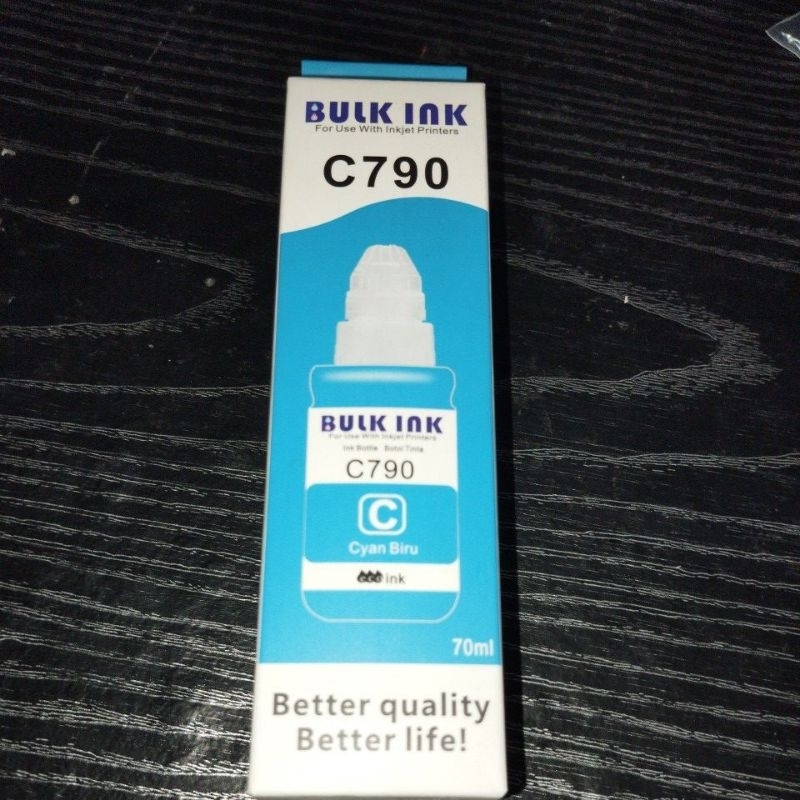 BULK INK
For Use With Inkjet Printers
C790
BULK INK
For Use With Inkjet Printers
Ink Bottle Botol Tinta
C790
C
Cyan Biru
eco ink
70ml
Better quality
Better life!